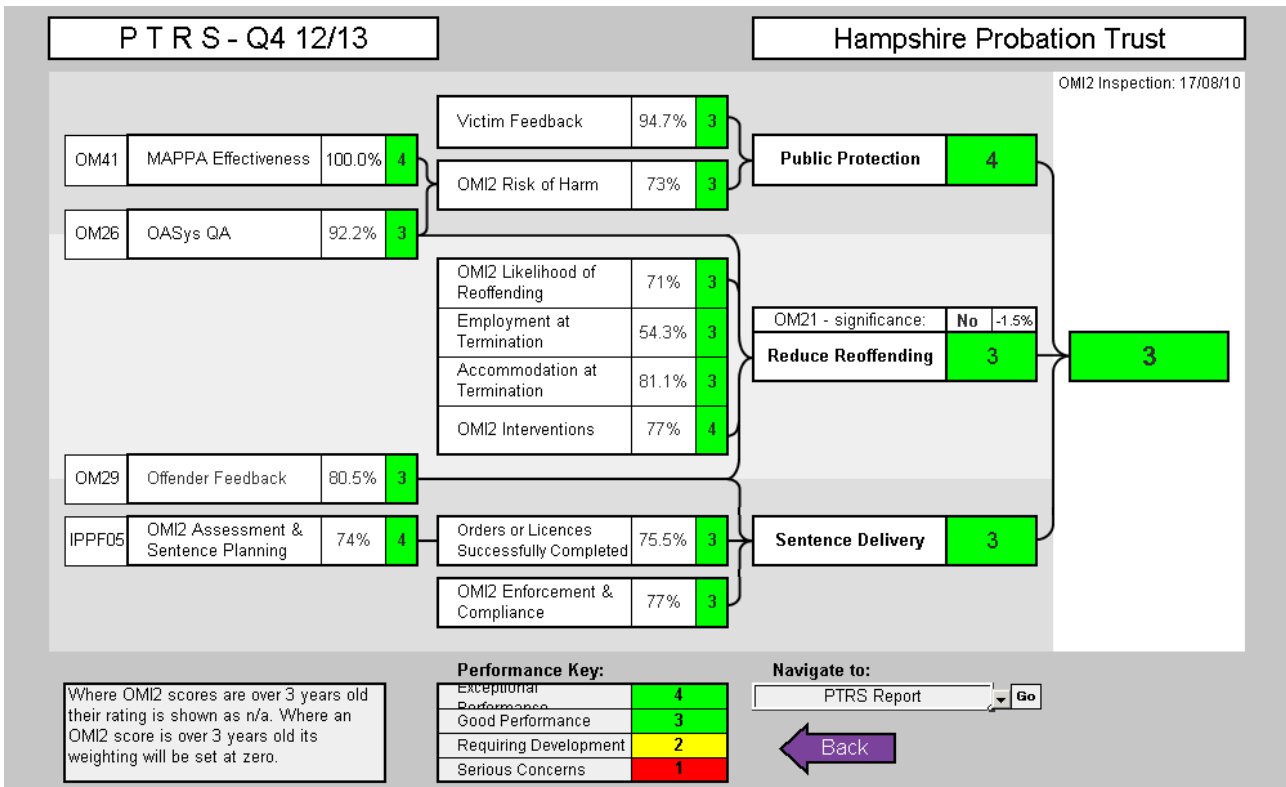 P T R S - Q4 12/13
Hampshire Probation Trust
OMI2 Inspection: 17/08/10
Victim Feedback 94.7% 3
OM41 MAPPA Effectiveness 100.0% 4
OMI2 Risk of Harm 73% 3
Public Protection 4
OM26 OASys QA 92.2% 3
OMI2 Likelihood of
Reoffending 71% 3
Employment at
Termination 54.3% 3
Accommodation at
Termination 81.1% 3
OMI2 Interventions 77% 4
OM21 - significance: No -1.5%
Reduce Reoffending 3
3
OM29 Offender Feedback 80.5% 3
IPPF05 OMI2 Assessment &
Sentence Planning 74% 4
Orders or Licences
Successfully Completed 75.5% 3
Sentence Delivery 3
OMI2 Enforcement &
Compliance 77% 3
Where OMI2 scores are over 3 years old
their rating is shown as n/a. Where an
OMI2 score is over 3 years old its
weighting will be set at zero.
Performance Key:
Exceptional
Performance 4
Good Performance 3
Requiring Development 2
Serious Concerns 1
Navigate to:
PTRS Report Go
Back